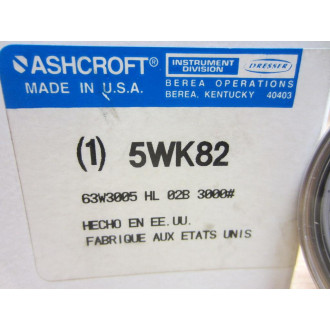 ASHCROFT®
MADE IN U.S.A.
INSTRUMENT DIVISION
DRESSER
BEREA OPERATIONS
BEREA, KENTUCKY 40403
(1) 5WK82
63W3005 HL 02B 3000#
HECHO EN EE.UU.
FABRIQUE AUX ETATS UNIS